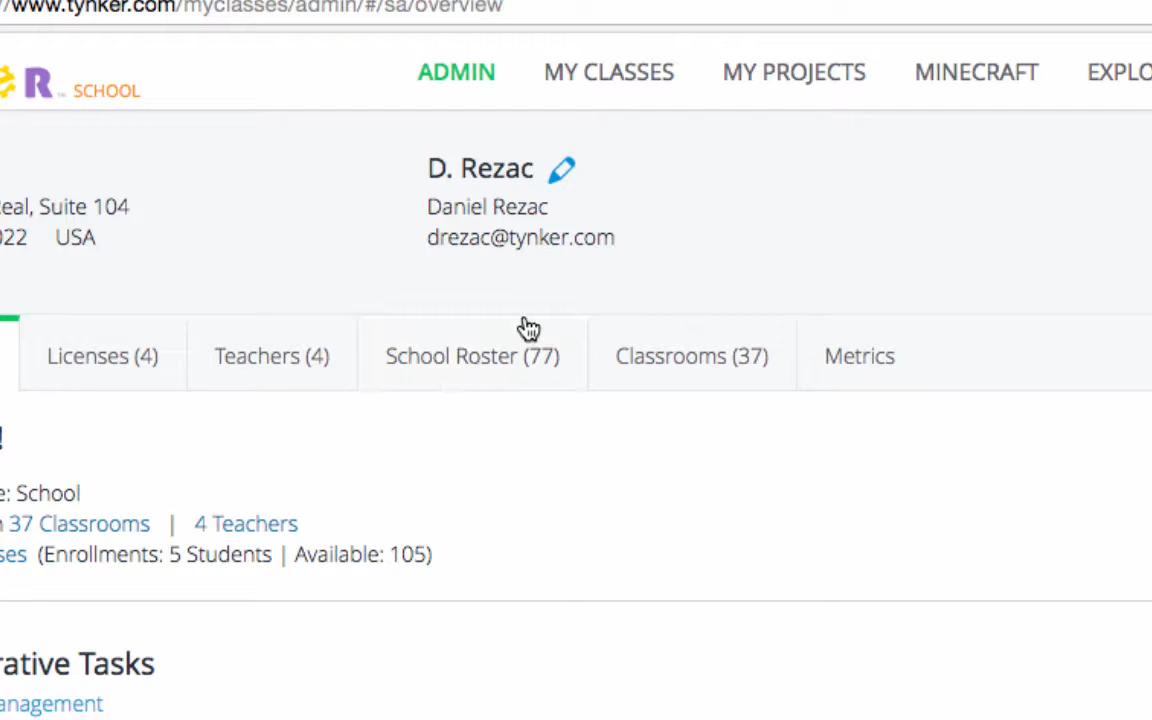 //www.tynker.com/myclasses/admin/#/sa/overview
R SCHOOL
ADMIN MY CLASSES MY PROJECTS MINECRAFT EXPLO
D. Rezac
eal, Suite 104
Daniel Rezac
022 USA
drezac@tynker.com
Licenses (4) Teachers (4) School Roster (77) Classrooms (37) Metrics
!
e: School
37 Classrooms | 4 Teachers
ses (Enrollments: 5 Students | Available: 105)
rative Tasks
anagement